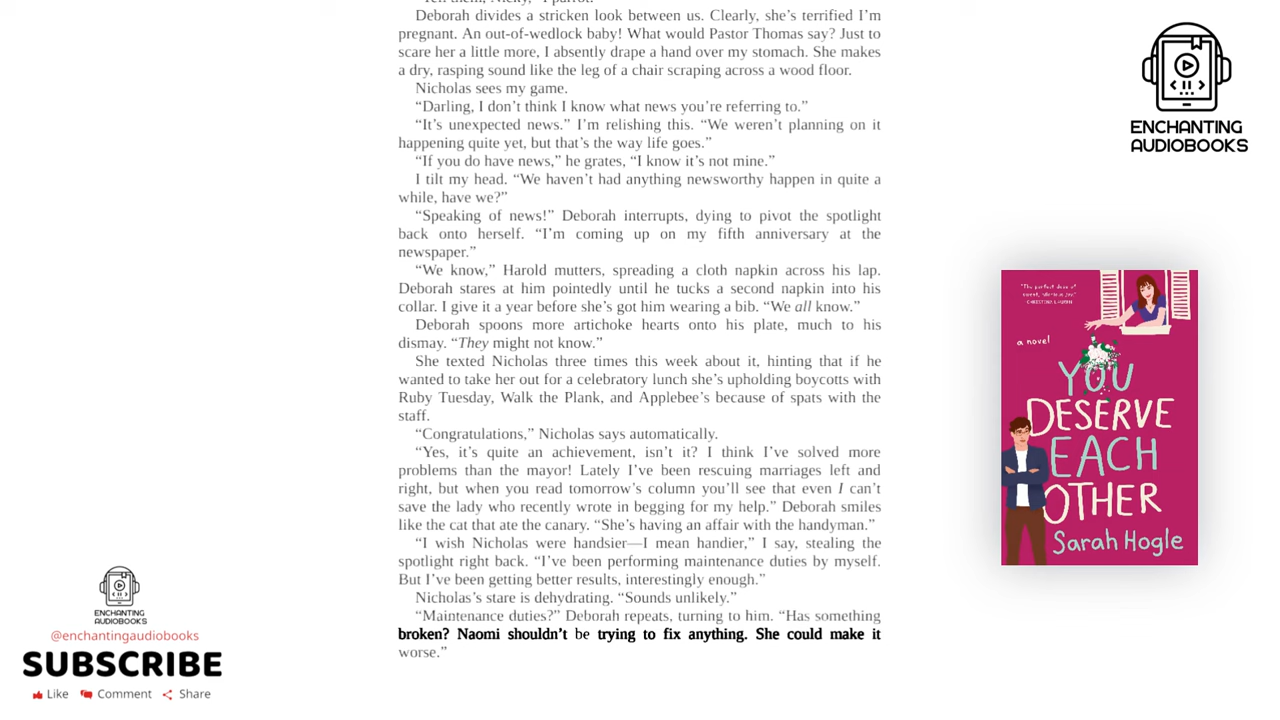 "Tell them, Nicky," I parrot.
Deborah divides a stricken look between us. Clearly, she's terrified I'm
pregnant. An out-of-wedlock baby! What would Pastor Thomas say? Just to
scare her a little more, I absently drape a hand over my stomach. She makes
a dry, rasping sound like the leg of a chair scraping across a wood floor.
Nicholas sees my game.
“Darling, I don’t think I know what news you’re referring to.”
“It’s unexpected news.” I’m relishing this. “We weren’t planning on it
happening quite yet, but that’s the way life goes.”
“If you do have news,” he grates, “I know it’s not mine.”
I tilt my head. “We haven’t had anything newsworthy happen in quite a
while, have we?”
“Speaking of news!” Deborah interrupts, dying to pivot the spotlight
back onto herself. “I’m coming up on my fifth anniversary at the
newspaper.”
“We know,” Harold mutters, spreading a cloth napkin across his lap.
Deborah stares at him pointedly until he tucks a second napkin into his
collar. I give it a year before she’s got him wearing a bib. “We all know.”
Deborah spoons more artichoke hearts onto his plate, much to his
dismay. “They might not know.”
She texted Nicholas three times this week about it, hinting that if he
wanted to take her out for a celebratory lunch she’s upholding boycotts with
Ruby Tuesday, Walk the Plank, and Applebee’s because of spats with the
staff.
“Congratulations,” Nicholas says automatically.
“Yes, it’s quite an achievement, isn’t it? I think I’ve solved more
problems than the mayor! Lately I’ve been rescuing marriages left and
right, but when you read tomorrow’s column you’ll see that even I can’t
save the lady who recently wrote in begging for my help.” Deborah smiles
like the cat that ate the canary. “She’s having an affair with the handyman.”
“I wish Nicholas were handsier—I mean handier,” I say, stealing the
spotlight right back. “I’ve been performing maintenance duties by myself.
But I’ve been getting better results, interestingly enough.”
Nicholas’s stare is dehydrating. “Sounds unlikely.”
“Maintenance duties?” Deborah repeats, turning to him. “Has something
broken? Naomi shouldn’t be trying to fix anything. She could make it
worse.”
ENCHANTING
AUDIOBOOKS
a novel
YOU
DESERVE
EACH
OTHER
Sarah Hogle
ENCHANTING
AUDIOBOOKS
@enchantingaudiobooks
SUBSCRIBE
Like Comment Share